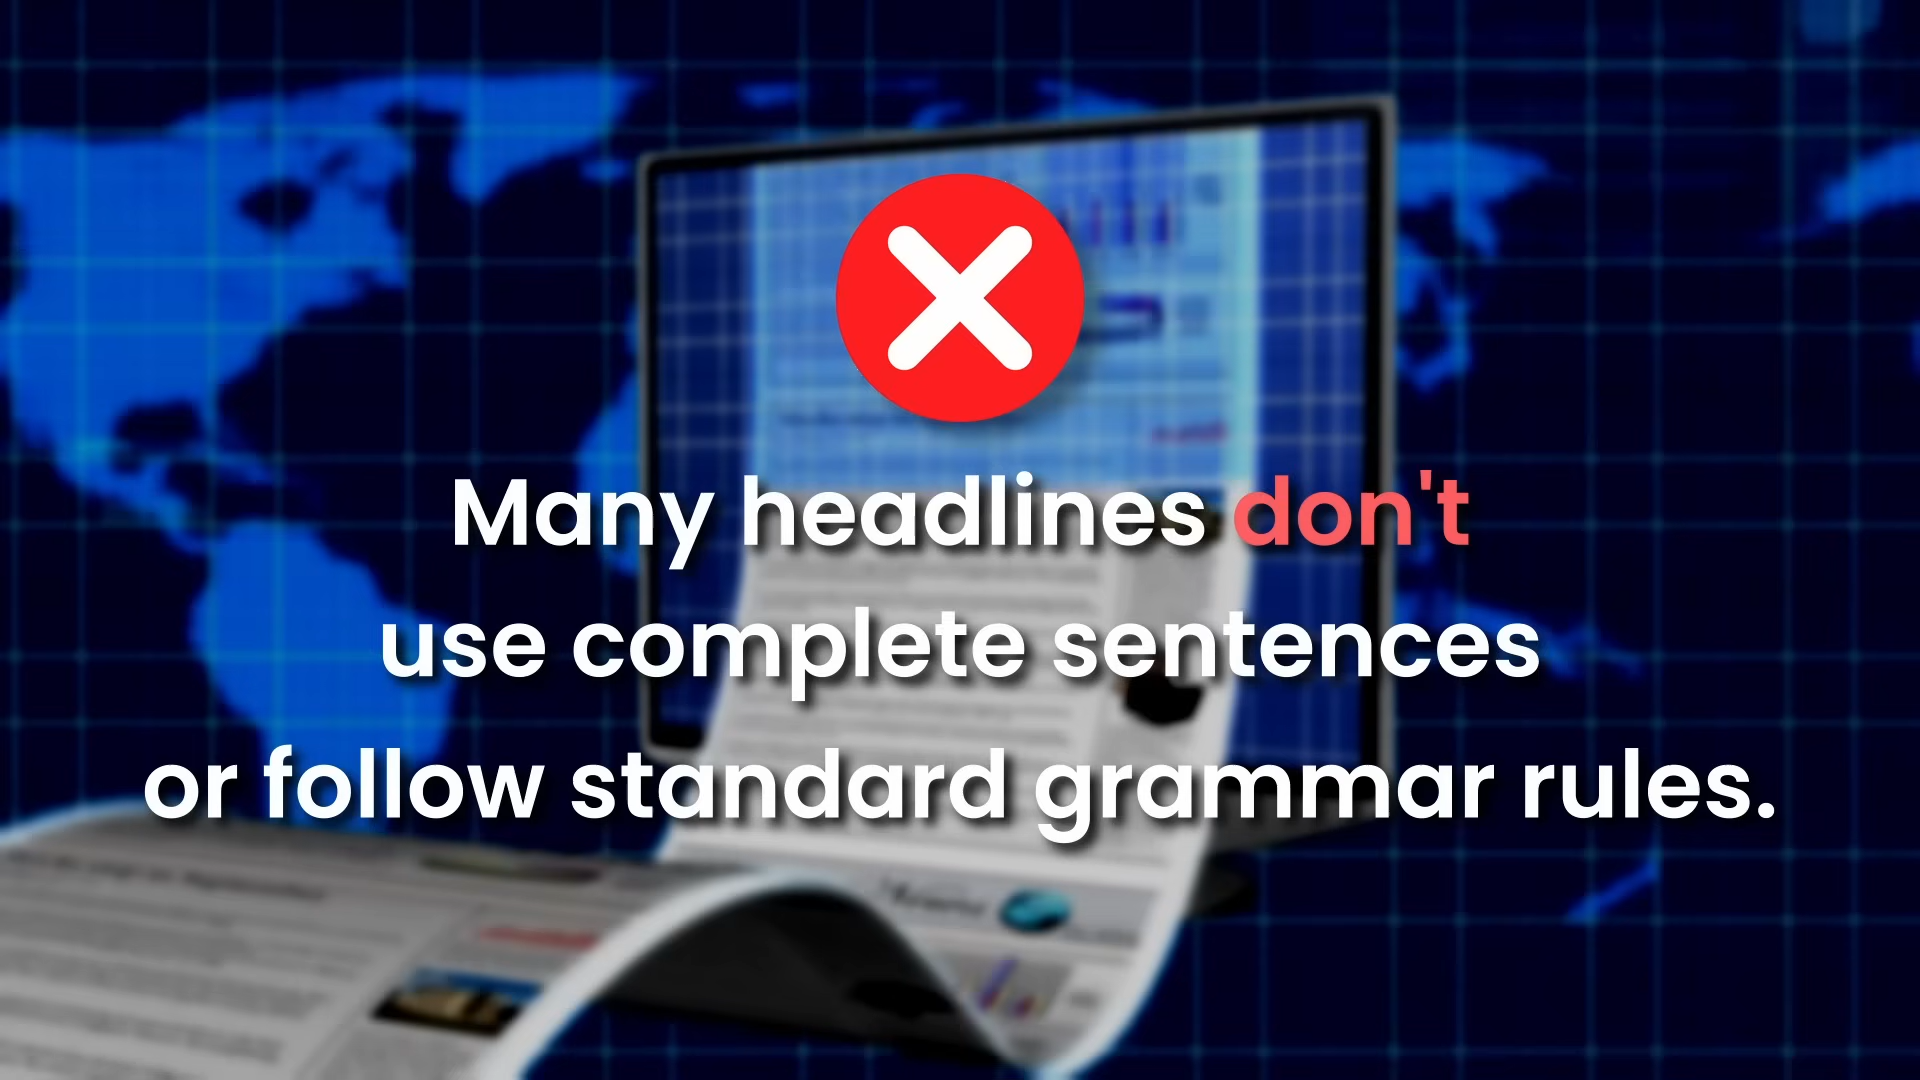 Many headlines don't
use complete sentences
or follow standard grammar rules.